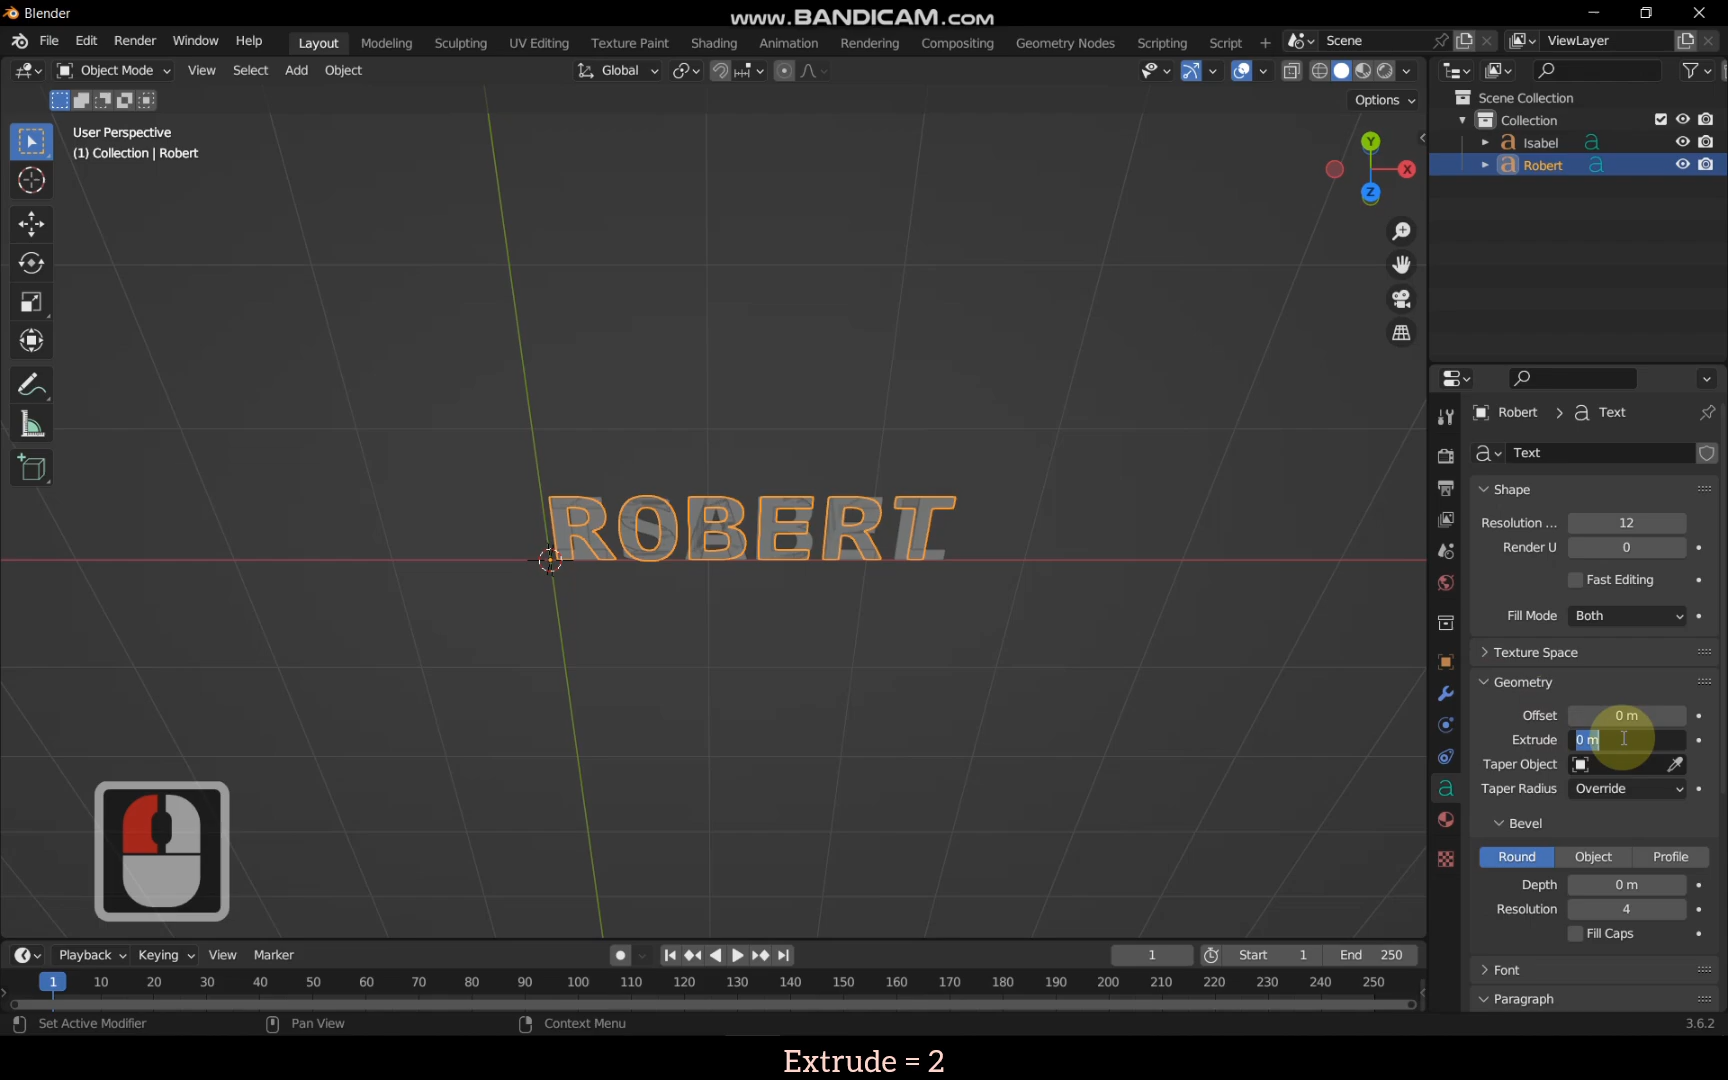 Blender
www.BANDICAM.com
File Edit Render Window Help Layout Modeling Sculpting UV Editing Texture Paint Shading Animation Rendering Compositing Geometry Nodes Scripting Script + Scene ViewLayer
Object Mode View Select Add Object Global
Options
User Perspective
(1) Collection | Robert
Y
X
Z
Scene Collection
Collection
Isabel
Robert
Robert > Text
Text
Shape
Resolution ... 12
Render U 0
Fast Editing
Fill Mode Both
Texture Space
Geometry
Offset 0 m
Extrude 0 m
Taper Object
Taper Radius Override
Bevel
Round Object Profile
Depth 0 m
Resolution 4
Fill Caps
Font
Paragraph
ROBERT
Playback Keying View Marker 1 Start 1 End 250
1 10 20 30 40 50 60 70 80 90 100 110 120 130 140 150 160 170 180 190 200 210 220 230 240 250
Set Active Modifier Pan View Context Menu 3.6.2
Extrude = 2